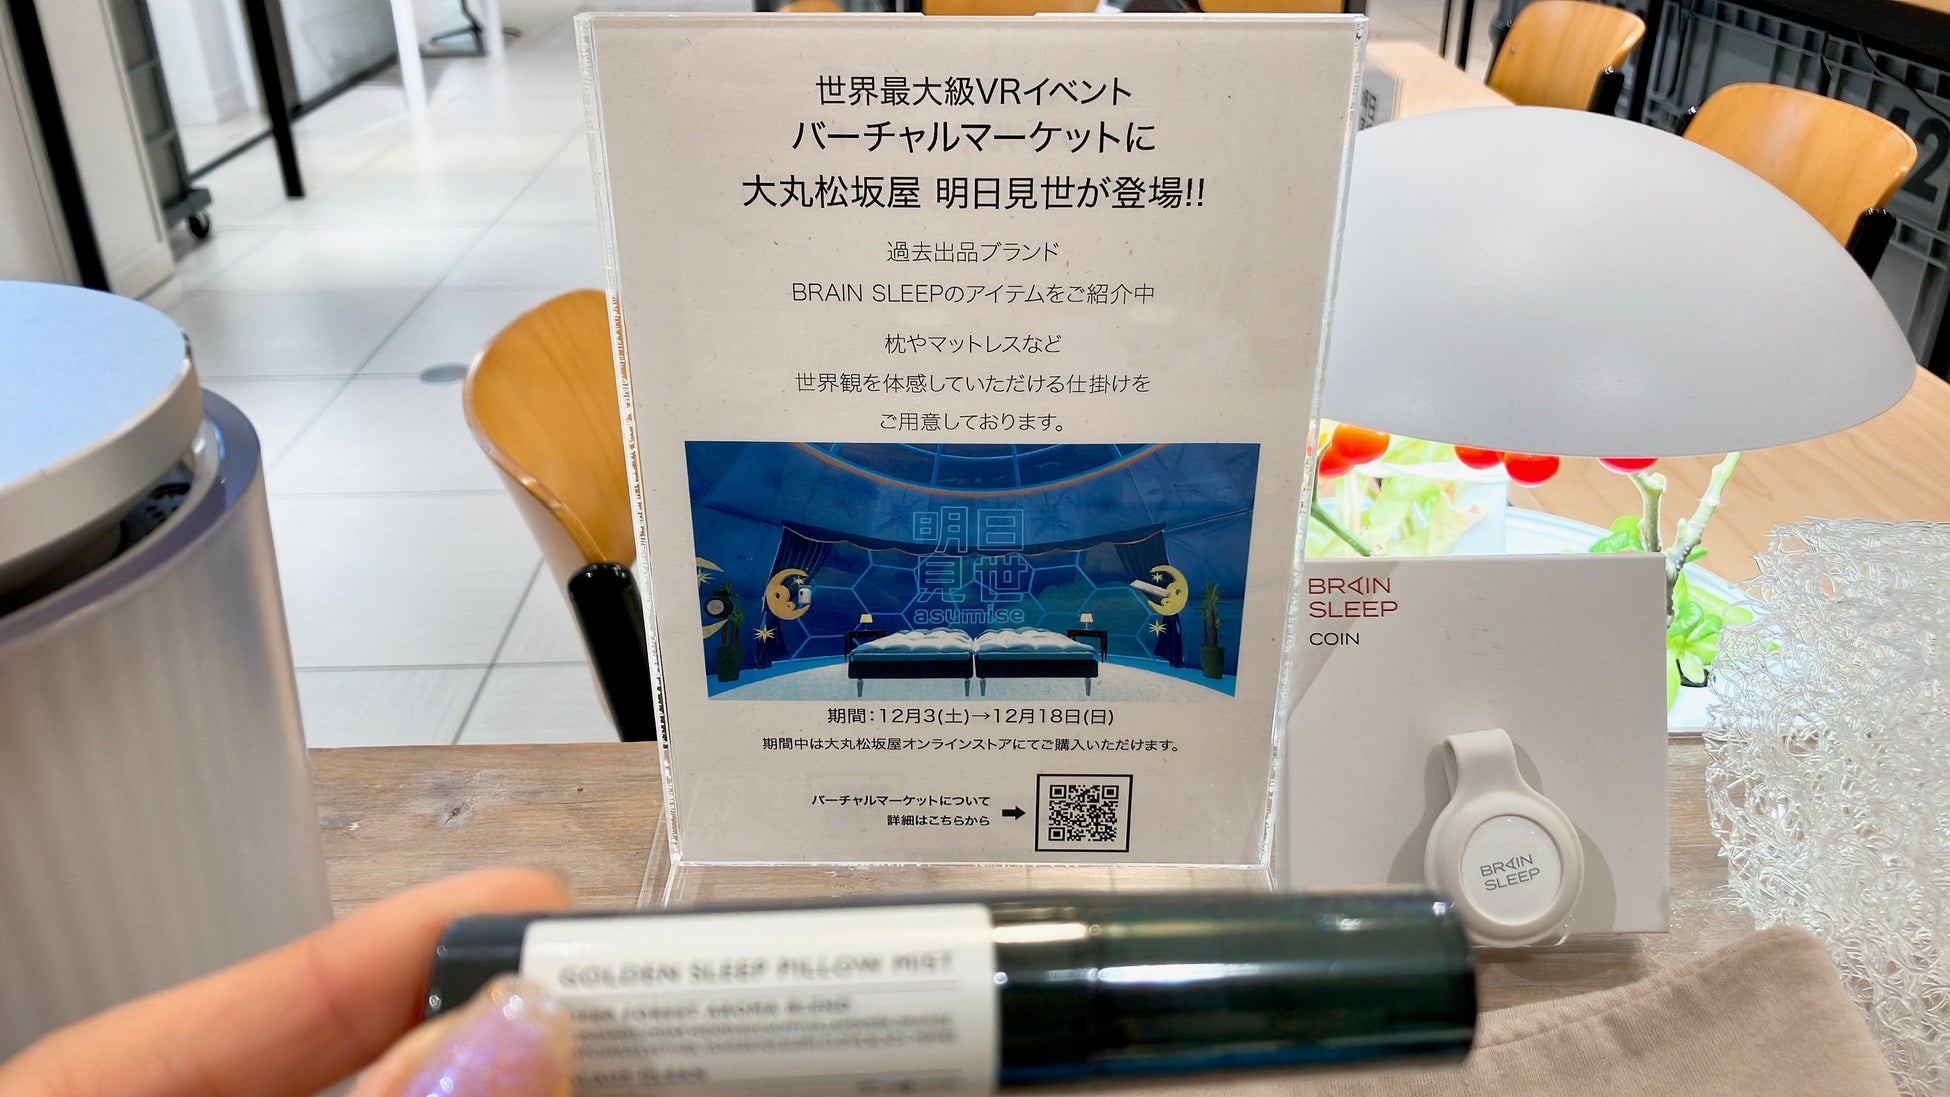 世界最大級VRイベント
バーチャルマーケットに
大丸松坂屋 明日見世が登場!!
過去出品ブランド
BRAIN SLEEPのアイテムをご紹介中
枕やマットレスなど
世界観を体感していただける仕掛けを
ご用意しております。
明日
見世
asumise
期間：12月3(土)→12月18日(日)
期間中は大丸松坂屋オンラインストアにてご購入いただけます。
バーチャルマーケットについて
詳細はこちらから
BRAIN
SLEEP
COIN
BRAIN
SLEEP
GOLDEN SLEEP PILLOW MIST
FOREST AROMA BLEND
42